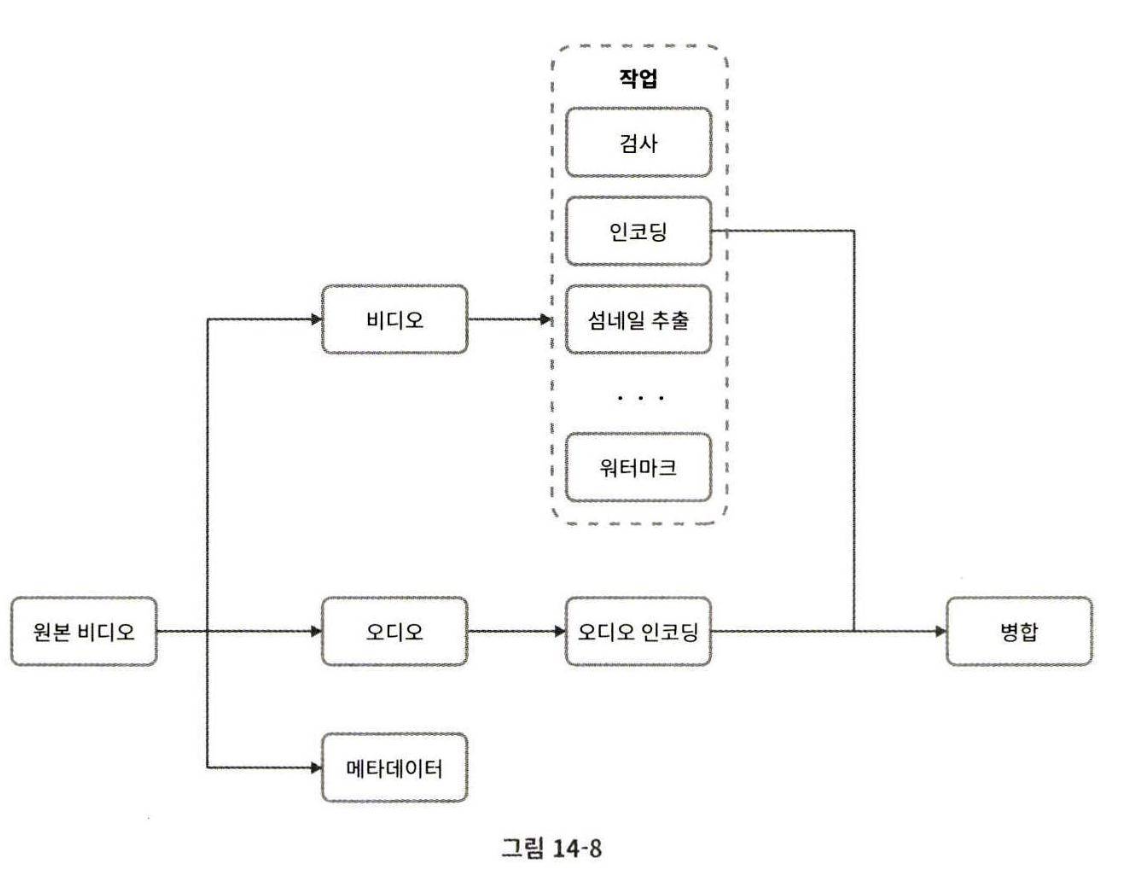 작업
검사
인코딩
비디오
섬네일 추출
. . .
워터마크
원본 비디오
오디오
오디오 인코딩
병합
메타데이터
그림 14-8